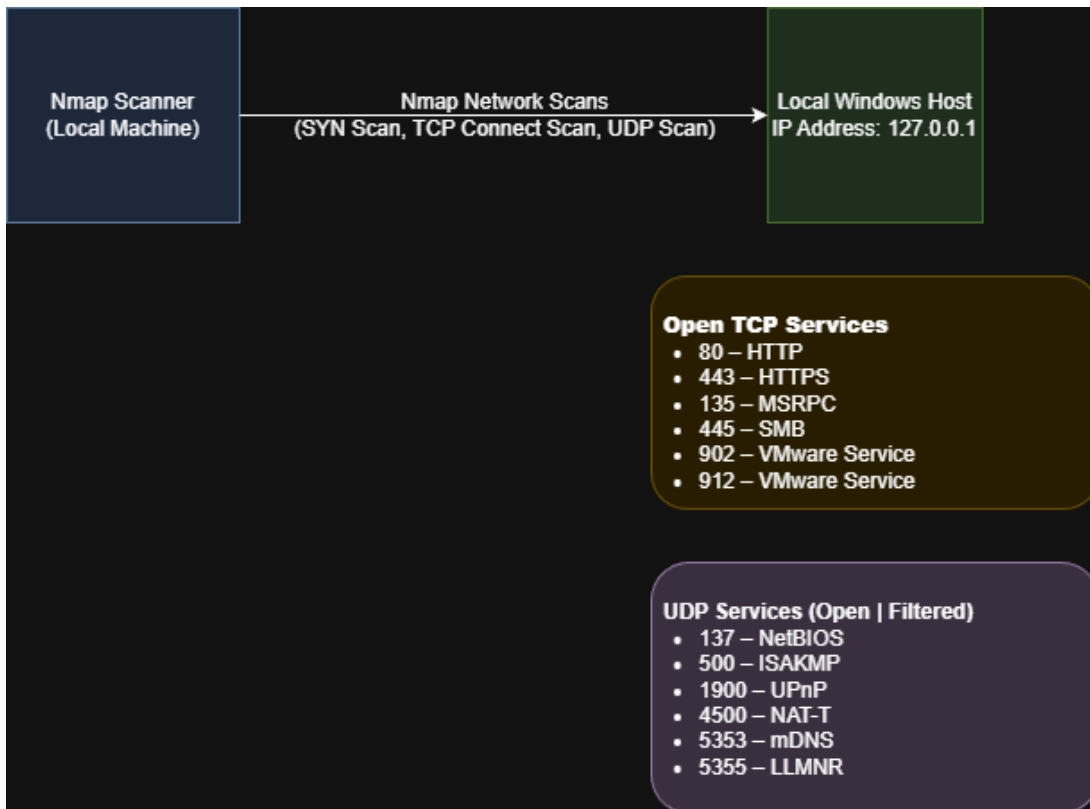 Nmap Scanner
(Local Machine)
Nmap Network Scans
(SYN Scan, TCP Connect Scan, UDP Scan)
Local Windows Host
IP Address: 127.0.0.1
Open TCP Services
• 80 – HTTP
• 443 – HTTPS
• 135 – MSRPC
• 445 – SMB
• 902 – VMware Service
• 912 – VMware Service
UDP Services (Open | Filtered)
• 137 – NetBIOS
• 500 – ISAKMP
• 1900 – UPnP
• 4500 – NAT-T
• 5353 – mDNS
• 5355 – LLMNR